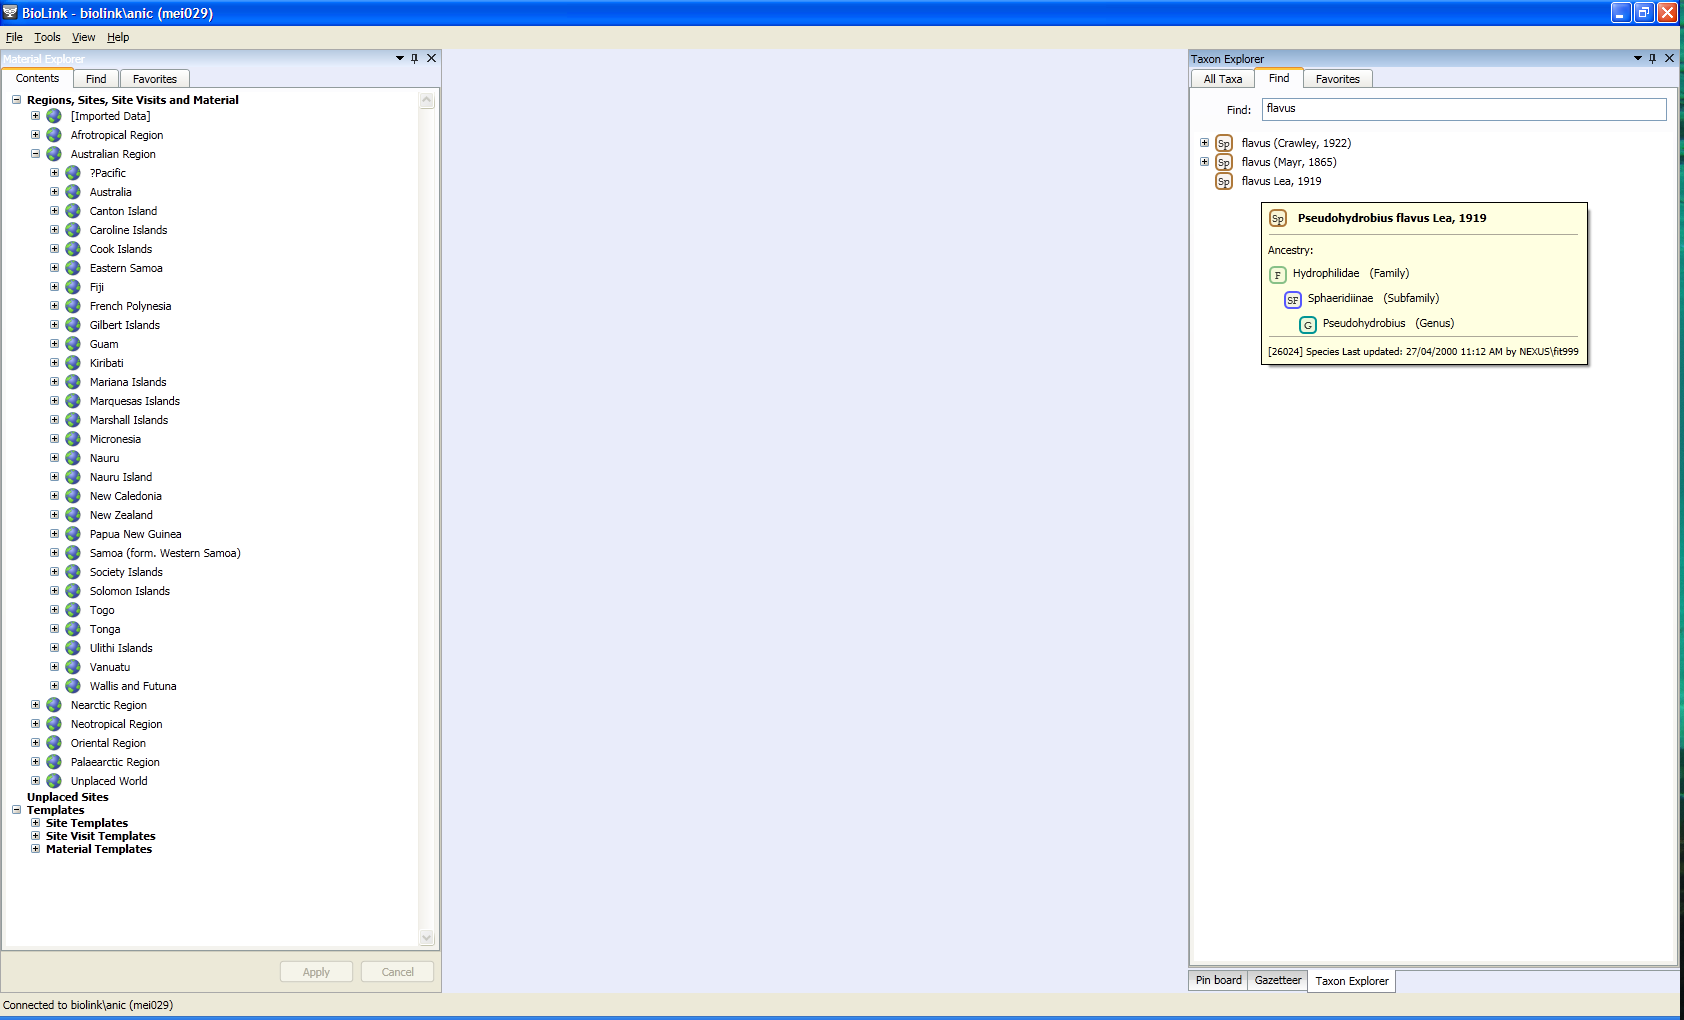 BioLink - biolink\anic (mei029)
File Tools View Help
Material Explorer
Contents Find Favorites
Regions, Sites, Site Visits and Material
[Imported Data]
Afrotropical Region
Australian Region
?Pacific
Australia
Canton Island
Caroline Islands
Cook Islands
Eastern Samoa
Fiji
French Polynesia
Gilbert Islands
Guam
Kiribati
Mariana Islands
Marquesas Islands
Marshall Islands
Micronesia
Nauru
Nauru Island
New Caledonia
New Zealand
Papua New Guinea
Samoa (form. Western Samoa)
Society Islands
Solomon Islands
Togo
Tonga
Ulithi Islands
Vanuatu
Wallis and Futuna
Nearctic Region
Neotropical Region
Oriental Region
Palaearctic Region
Unplaced World
Unplaced Sites
Templates
Site Templates
Site Visit Templates
Material Templates
Apply Cancel
Taxon Explorer
All Taxa Find Favorites
Find: flavus
Sp flavus (Crawley, 1922)
Sp flavus (Mayr, 1865)
Sp flavus Lea, 1919
Sp Pseudohydrobius flavus Lea, 1919
Ancestry:
F Hydrophilidae (Family)
SF Sphaeridiinae (Subfamily)
G Pseudohydrobius (Genus)
[26024] Species Last updated: 27/04/2000 11:12 AM by NEXUS\fit999
Pin board Gazetteer Taxon Explorer
Connected to biolink\anic (mei029)